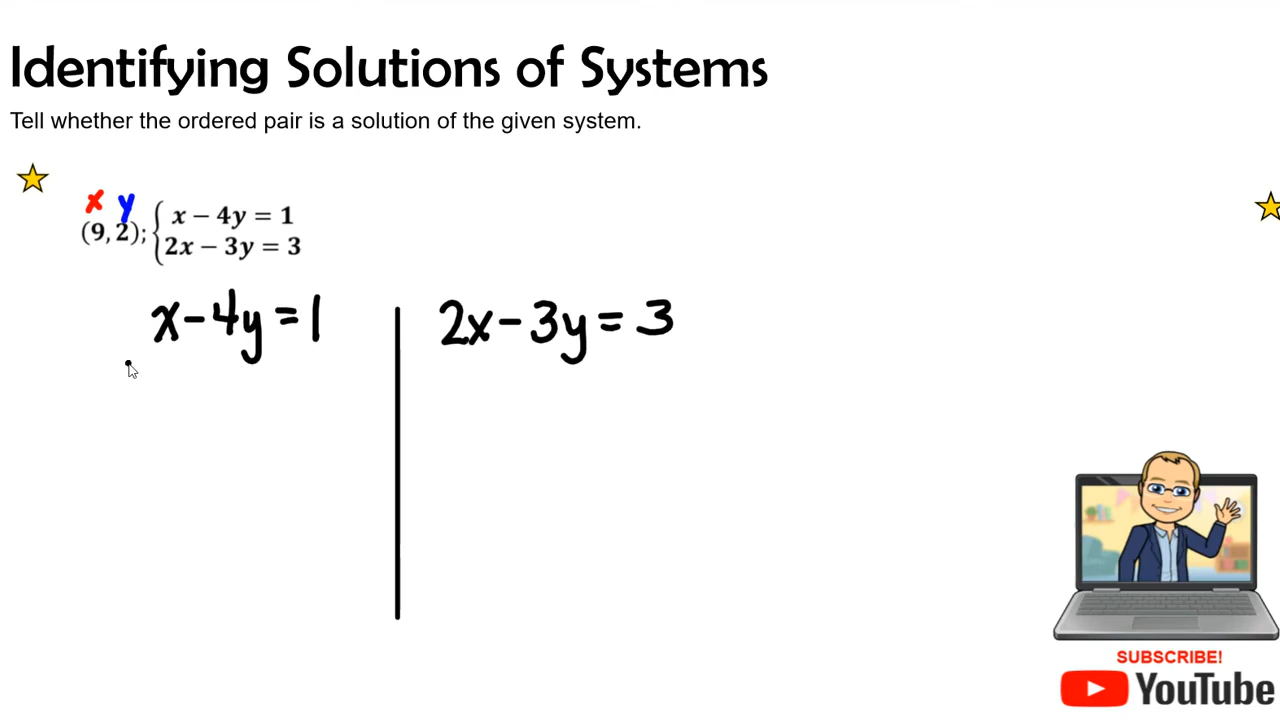 Identifying Solutions of Systems
Tell whether the ordered pair is a solution of the given system.
x y
(9, 2); { x − 4y = 1
2x − 3y = 3
x - 4y = 1
2x - 3y = 3
SUBSCRIBE!
YouTube